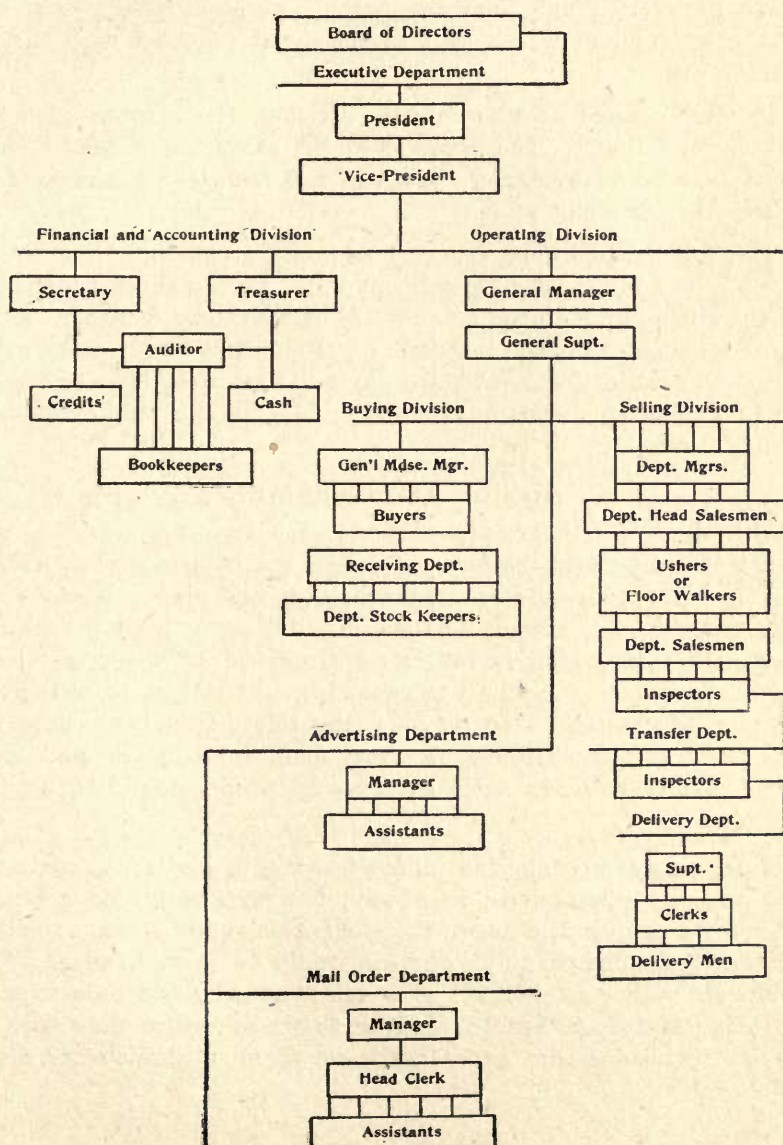 Board of Directors
Executive Department
President
Vice-President
Financial and Accounting Division
Operating Division
Secretary
Treasurer
General Manager
Auditor
General Supt.
Credits
Cash
Buying Division
Selling Division
Bookkeepers
Gen'l Mdse. Mgr.
Dept. Mgrs.
Buyers
Dept. Head Salesmen
Receiving Dept.
Ushers
or
Floor Walkers
Dept. Stock Keepers
Dept. Salesmen
Inspectors
Advertising Department
Transfer Dept.
Manager
Inspectors
Assistants
Delivery Dept.
Supt.
Clerks
Delivery Men
Mail Order Department
Manager
Head Clerk
Assistants